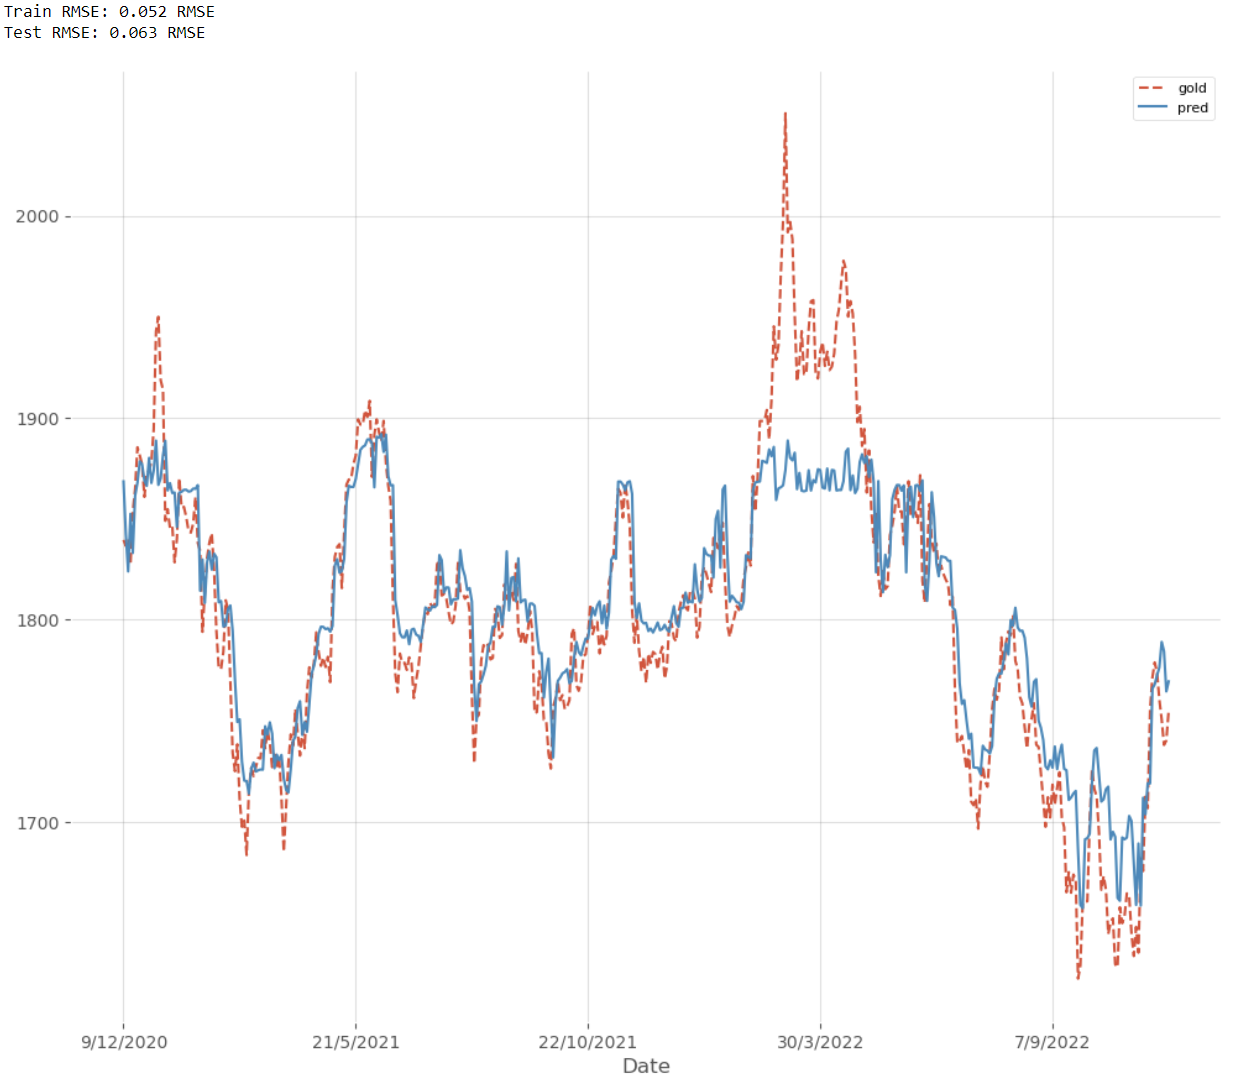 Train RMSE: 0.052 RMSE
Test RMSE: 0.063 RMSE
gold
pred
2000
1900
1800
1700
9/12/2020 21/5/2021 22/10/2021 30/3/2022 7/9/2022
Date